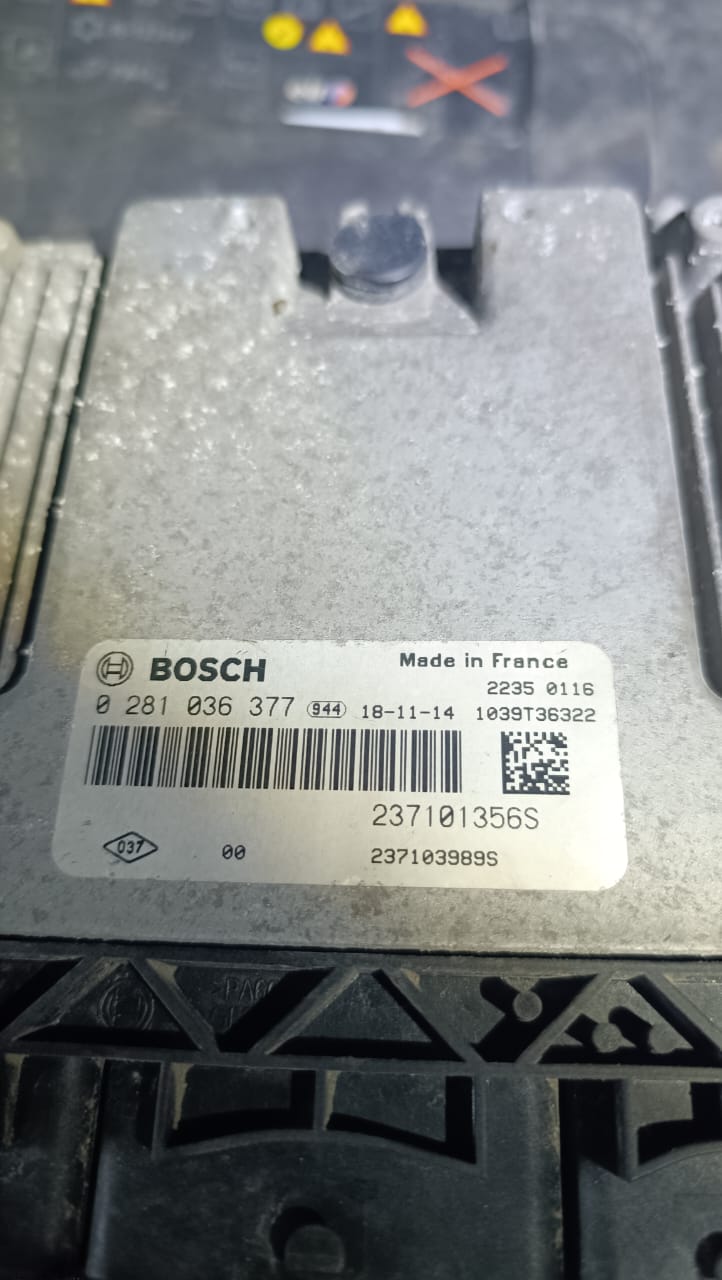 BOSCH
Made in France
2235 0116
0 281 036 377 944 18-11-14 1039T36322
237101356S
037 00 237103989S